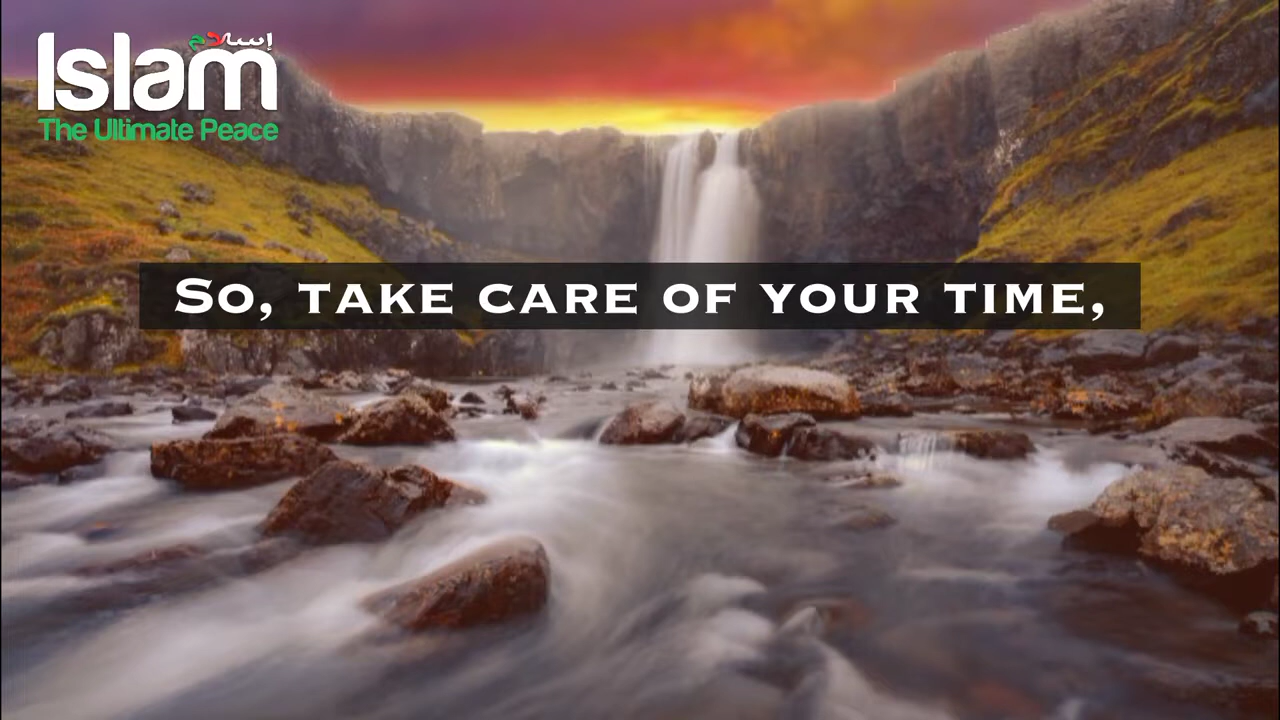 إسلام
Islam
The Ultimate Peace
So, take care of your time,